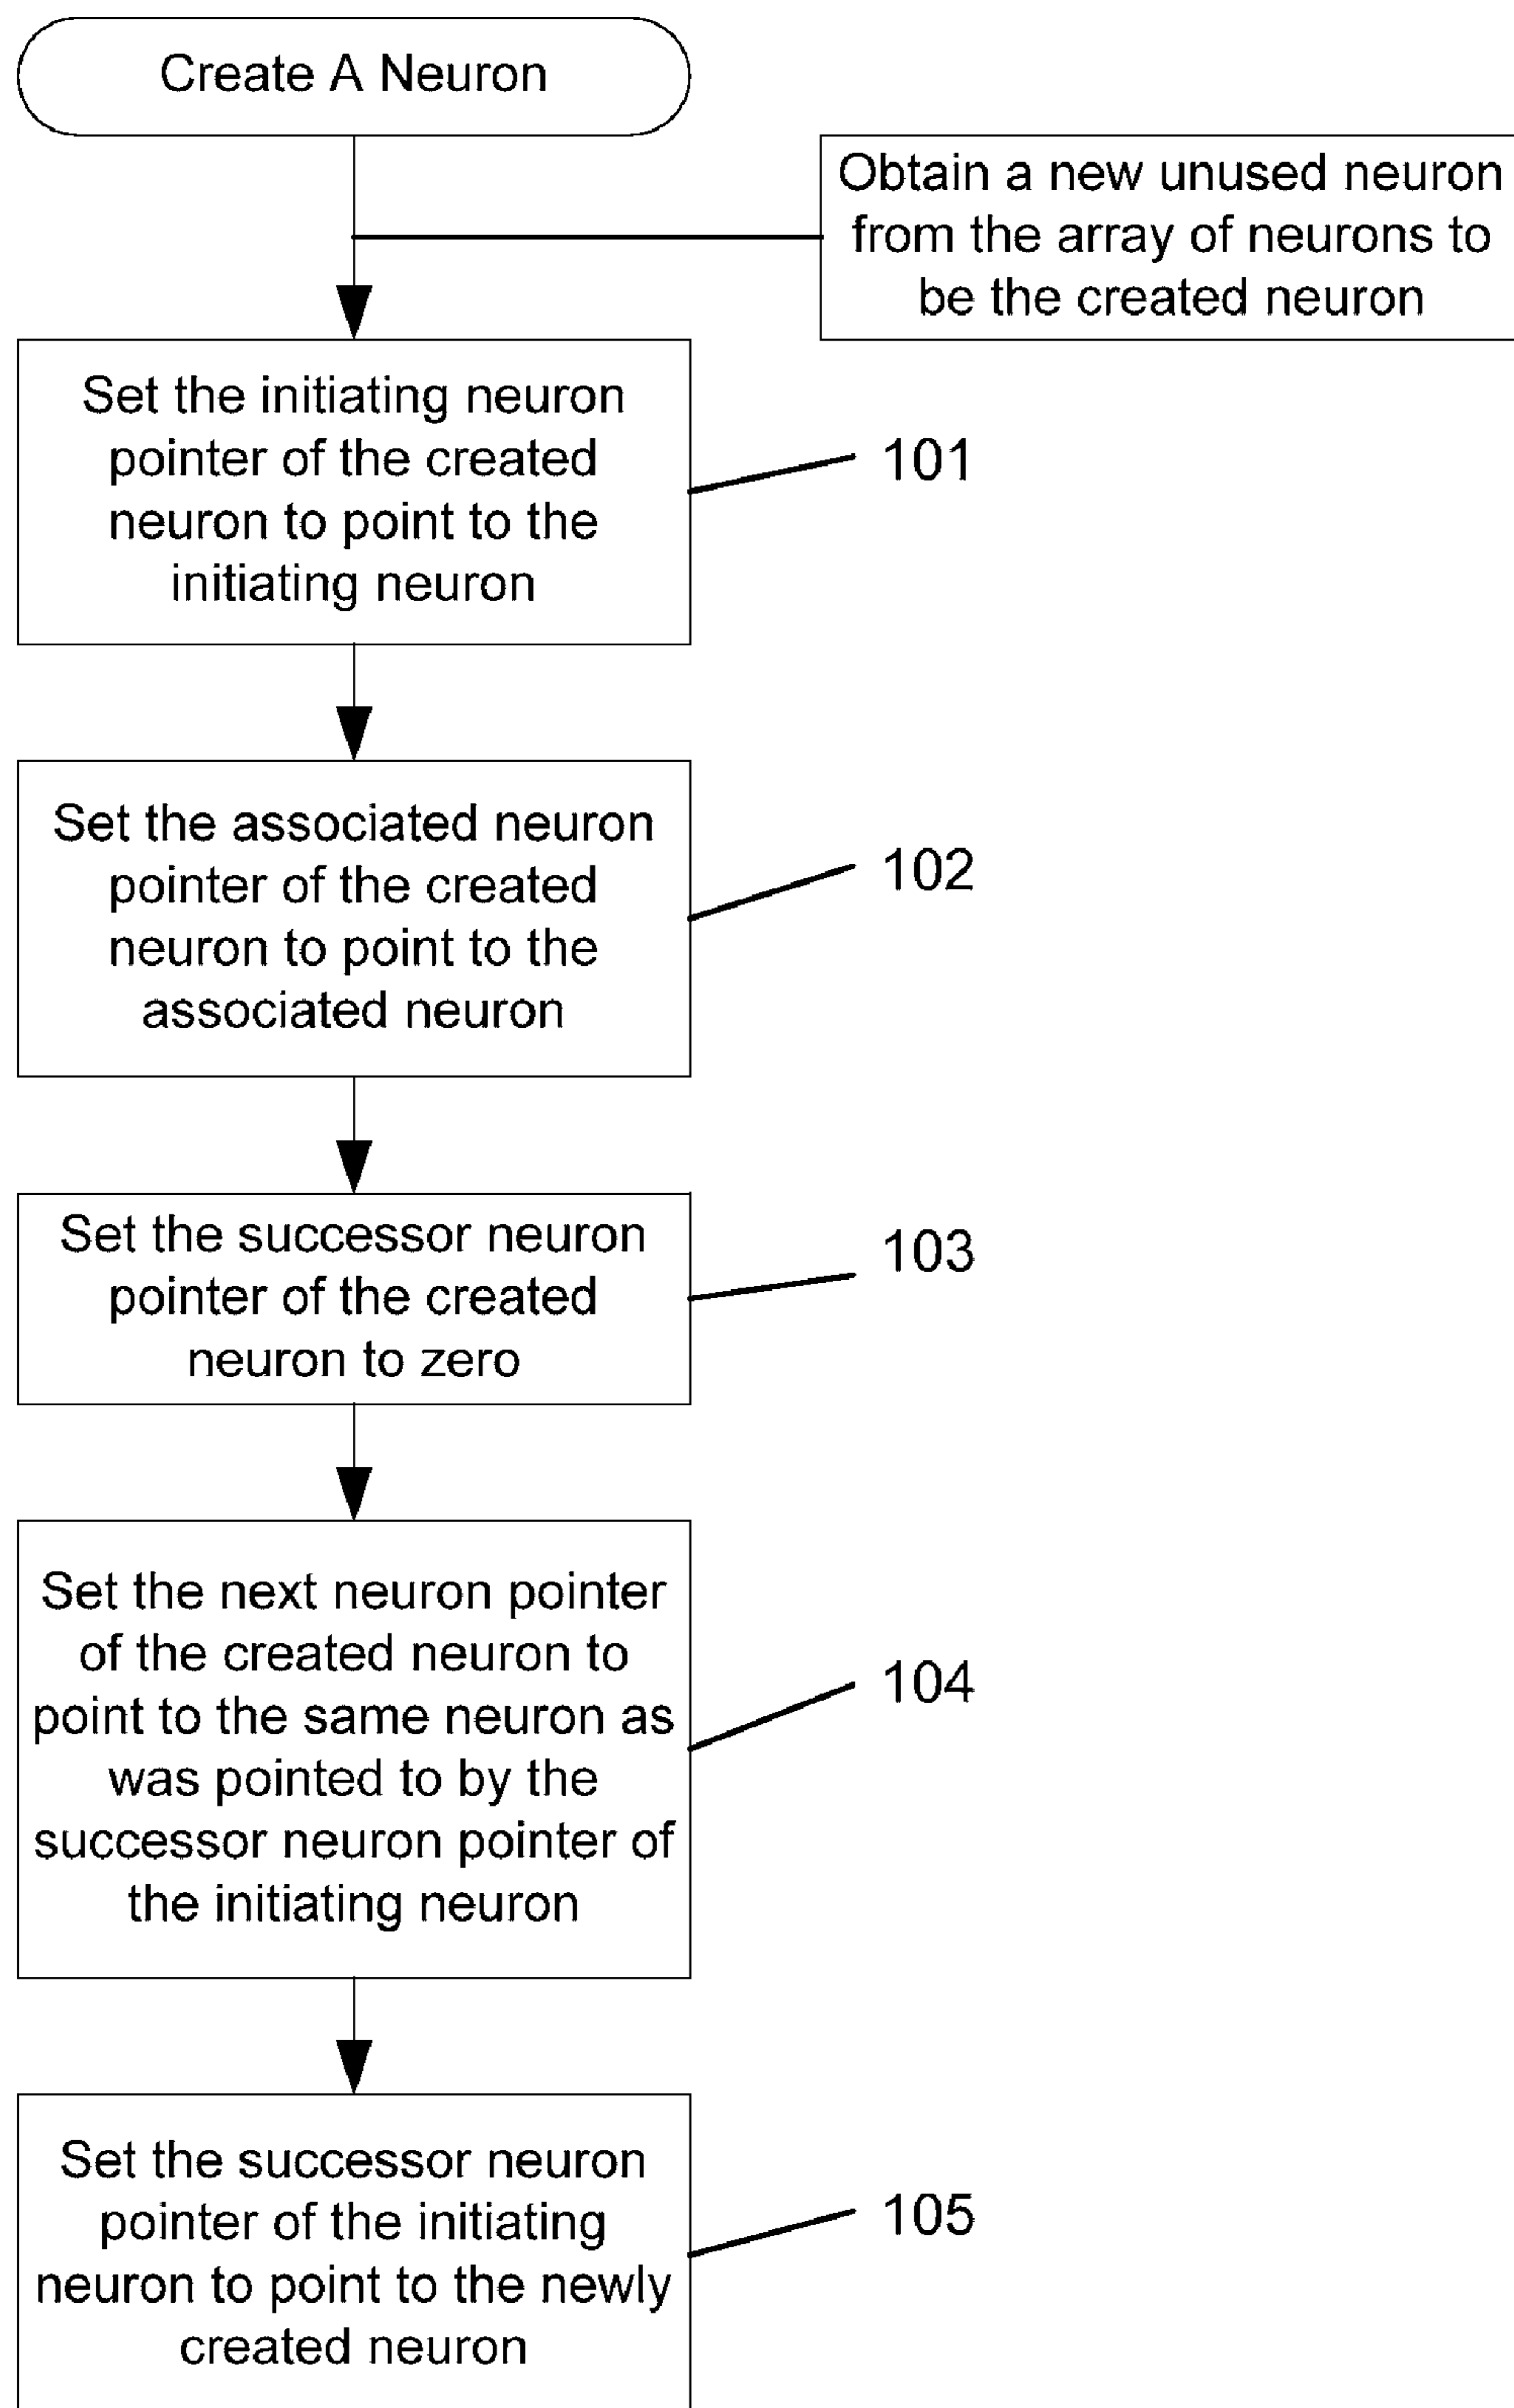 Create A Neuron
Obtain a new unused neuron
from the array of neurons to
be the created neuron
Set the initiating neuron
pointer of the created
neuron to point to the
initiating neuron
101
Set the associated neuron
pointer of the created
neuron to point to the
associated neuron
102
Set the successor neuron
pointer of the created
neuron to zero
103
Set the next neuron pointer
of the created neuron to
point to the same neuron as
was pointed to by the
successor neuron pointer of
the initiating neuron
104
Set the successor neuron
pointer of the initiating
neuron to point to the newly
created neuron
105